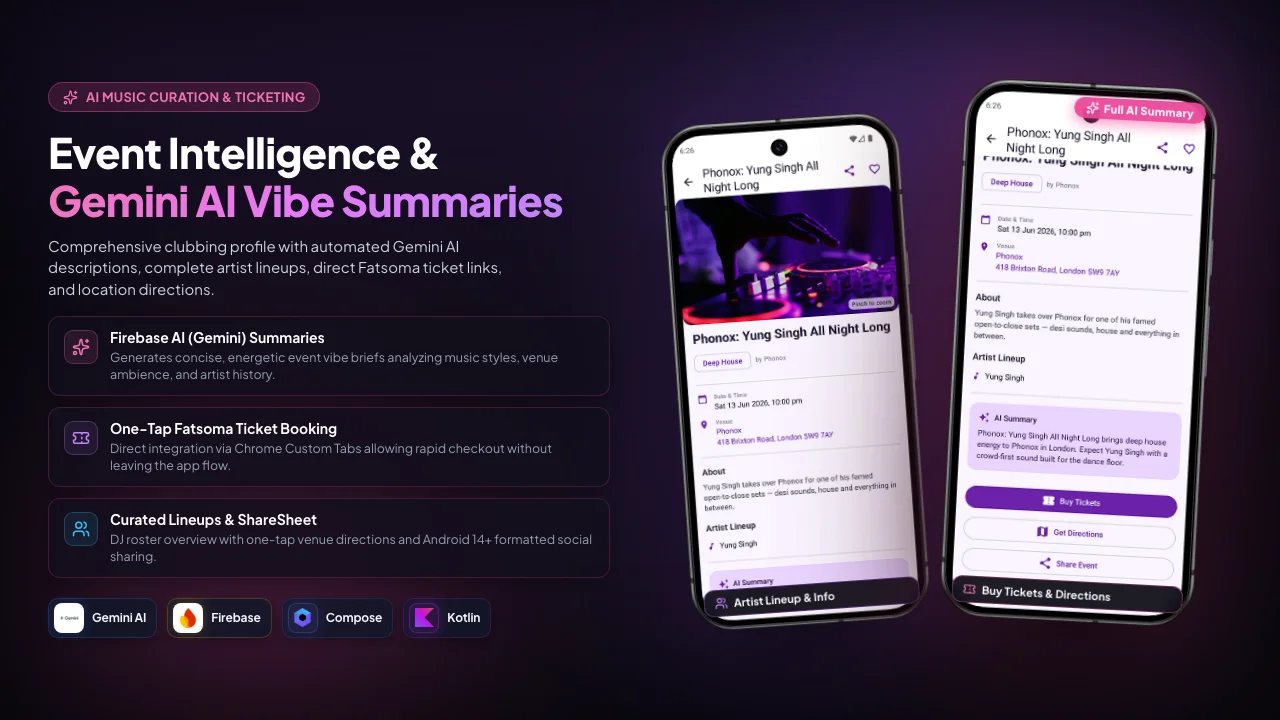 AI MUSIC CURATION & TICKETING
Event Intelligence &
Gemini AI Vibe Summaries
Comprehensive clubbing profile with automated Gemini AI
descriptions, complete artist lineups, direct Fatsoma ticket links,
and location directions.
Firebase AI (Gemini) Summaries
Generates concise, energetic event vibe briefs analyzing music styles, venue
ambience, and artist history.
One-Tap Fatsoma Ticket Booking
Direct integration via Chrome Custom Tabs allowing rapid checkout without
leaving the app flow.
Curated Lineups & ShareSheet
DJ roster overview with one-tap venue directions and Android 14+ formatted social
sharing.
Gemini
Gemini AI
Firebase
Compose
Kotlin
6:26
Phonox: Yung Singh All
Night Long
Pinch to zoom
Phonox: Yung Singh All Night Long
Deep House
by Phonox
Date & Time
Sat 13 Jun 2026, 10:00 pm
Venue
Phonox
418 Brixton Road, London SW9 7AY
About
Yung Singh takes over Phonox for one of his famed
open-to-close sets — desi sounds, house and everything in
between.
Artist Lineup
Yung Singh
AI Summary
Artist Lineup & Info
6:26
Full AI Summary
Phonox: Yung Singh All
Night Long
Phonox: Yung Singh All Night Long
Deep House
by Phonox
Date & Time
Sat 13 Jun 2026, 10:00 pm
Venue
Phonox
418 Brixton Road, London SW9 7AY
About
Yung Singh takes over Phonox for one of his famed
open-to-close sets — desi sounds, house and everything in
between.
Artist Lineup
Yung Singh
AI Summary
Phonox: Yung Singh All Night Long brings deep house
energy to Phonox in London. Expect Yung Singh with a
crowd-first sound built for the dance floor.
Buy Tickets
Get Directions
Share Event
Buy Tickets & Directions